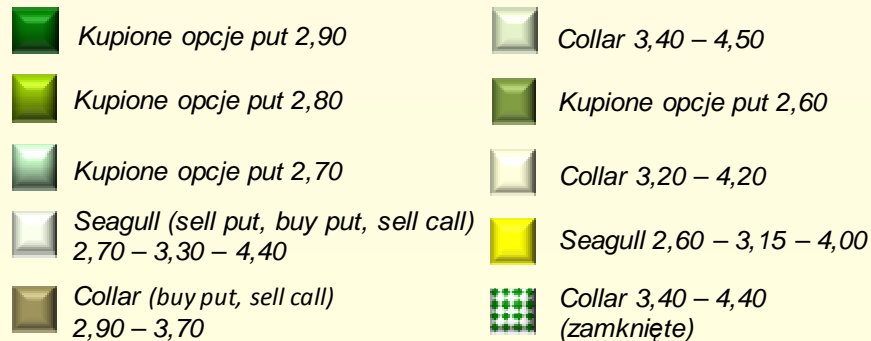 Kupione opcje put 2,90
Kupione opcje put 2,80
Kupione opcje put 2,70
Seagull (sell put, buy put, sell call)
2,70 – 3,30 – 4,40
Collar (buy put, sell call)
2,90 – 3,70
Collar 3,40 – 4,50
Kupione opcje put 2,60
Collar 3,20 – 4,20
Seagull 2,60 – 3,15 – 4,00
Collar 3,40 – 4,40
(zamknięte)